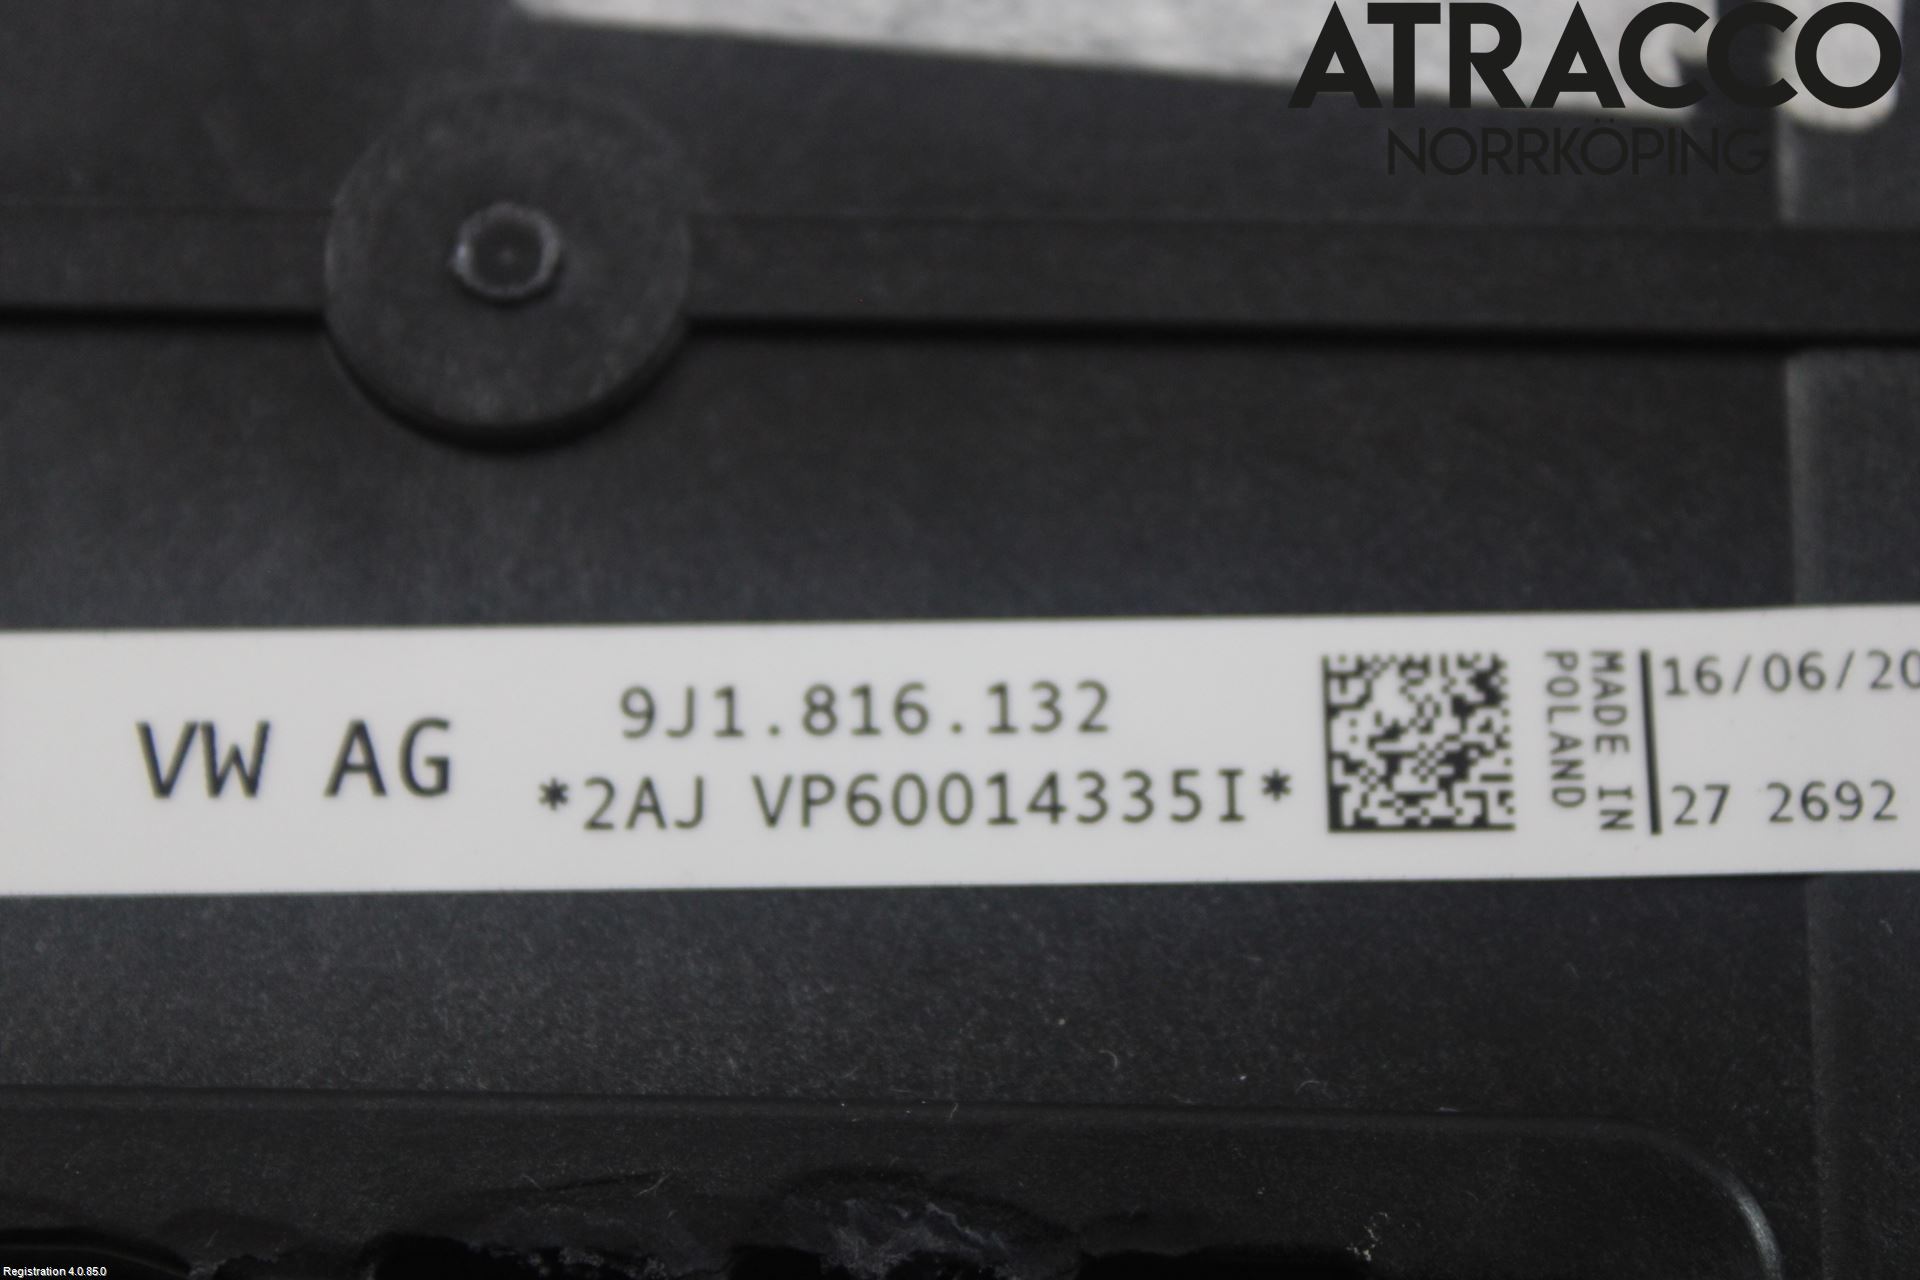 ATRACCO
NORRKÖPING
VW AG
9J1.816.132
*2AJ VP60014335I*
MADE IN
POLAND
16/06/20
27 2692
Registration 4.0.85.0